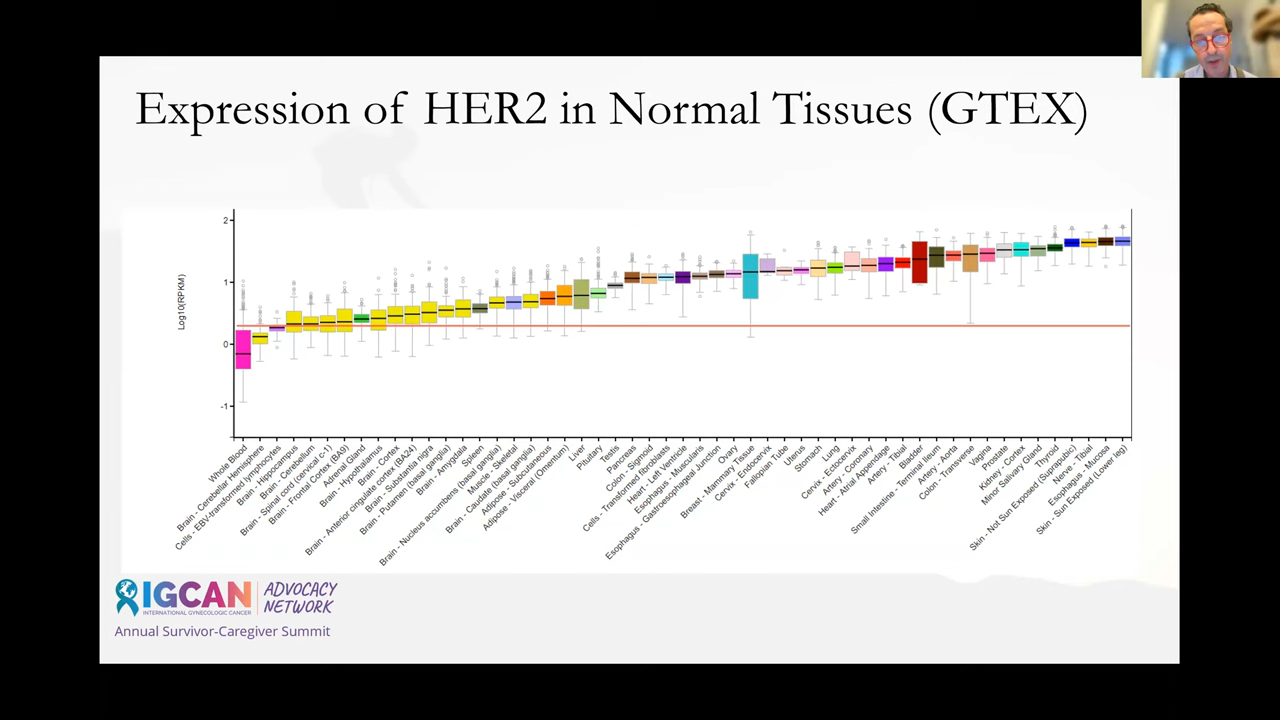 Expression of HER2 in Normal Tissues (GTEX)
Log10(RPKM)
2
1
0
-1
Whole Blood
Brain - Cerebellar Hemisphere
Cells - EBV-transformed lymphocytes
Brain - Hippocampus
Brain - Cerebellum
Brain - Spinal cord (cervical c-1)
Brain - Frontal Cortex (BA9)
Adrenal Gland
Brain - Hypothalamus
Brain - Cortex
Brain - Anterior cingulate cortex (BA24)
Brain - Substantia nigra
Brain - Putamen (basal ganglia)
Brain - Amygdala
Spleen
Brain - Nucleus accumbens (basal ganglia)
Muscle - Skeletal
Brain - Caudate (basal ganglia)
Adipose - Subcutaneous
Adipose - Visceral (Omentum)
Liver
Pituitary
Testis
Pancreas
Colon - Sigmoid
Cells - Transformed fibroblasts
Heart - Left Ventricle
Esophagus - Muscularis
Esophagus - Gastroesophageal Junction
Ovary
Breast - Mammary Tissue
Cervix - Endocervix
Fallopian Tube
Uterus
Stomach
Lung
Cervix - Ectocervix
Artery - Coronary
Heart - Atrial Appendage
Artery - Tibial
Bladder
Small Intestine - Terminal Ileum
Artery - Aorta
Colon - Transverse
Vagina
Prostate
Kidney - Cortex
Minor Salivary Gland
Thyroid
Skin - Not Sun Exposed (Suprapubic)
Nerve - Tibial
Esophagus - Mucosa
Skin - Sun Exposed (Lower leg)
IGCAN
INTERNATIONAL GYNECOLOGIC CANCER
ADVOCACY
NETWORK
Annual Survivor-Caregiver Summit